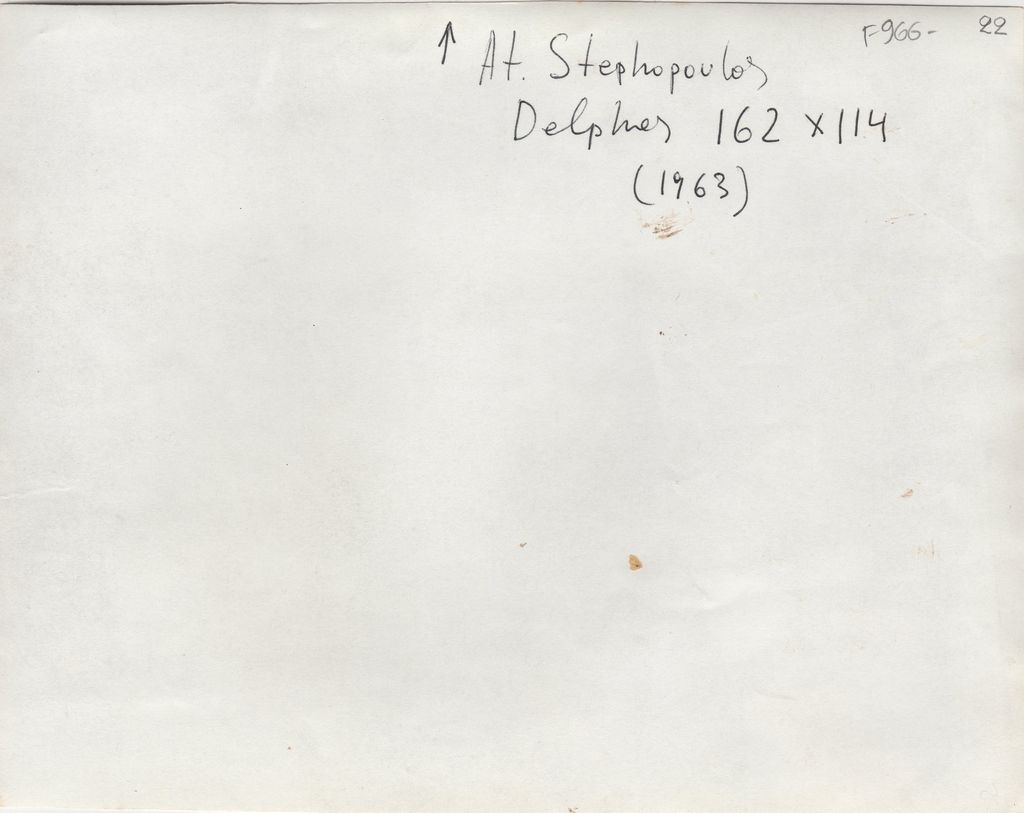 F966- 22
↑ At. Stephopoulos
Delphes 162 x 114
(1963)